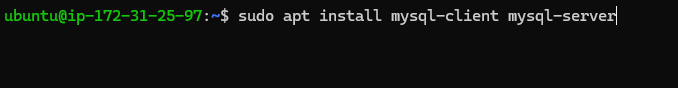 ubuntu@ip-172-31-25-97:~$ sudo apt install mysql-client mysql-server